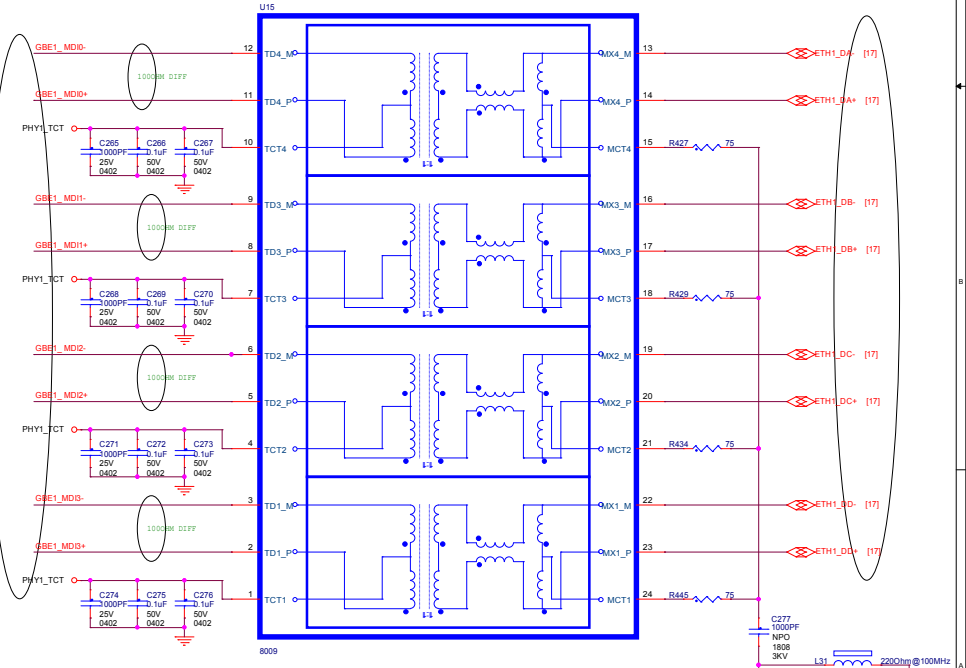 U15
GBE1_MDI0- 12 TD4_M MX4_M 13 ETH1_DA- [17]
100OHM DIFF
GBE1_MDI0+ 11 TD4_P MX4_P 14 ETH1_DA+ [17]
PHY1_TCT 10 TCT4 MCT4 15 R427 75
C265 C266 C267
1000PF 0.1uF 0.1uF
25V 50V 50V
0402 0402 0402
1:1
GBE1_MDI1- 9 TD3_M MX3_M 16 ETH1_DB- [17]
100OHM DIFF
GBE1_MDI1+ 8 TD3_P MX3_P 17 ETH1_DB+ [17]
PHY1_TCT 7 TCT3 MCT3 18 R429 75
C268 C269 C270
1000PF 0.1uF 0.1uF
25V 50V 50V
0402 0402 0402
1:1
B
GBE1_MDI2- 6 TD2_M MX2_M 19 ETH1_DC- [17]
100OHM DIFF
GBE1_MDI2+ 5 TD2_P MX2_P 20 ETH1_DC+ [17]
PHY1_TCT 4 TCT2 MCT2 21 R434 75
C271 C272 C273
1000PF 0.1uF 0.1uF
25V 50V 50V
0402 0402 0402
1:1
GBE1_MDI3- 3 TD1_M MX1_M 22 ETH1_DD- [17]
100OHM DIFF
GBE1_MDI3+ 2 TD1_P MX1_P 23 ETH1_DD+ [17]
PHY1_TCT 1 TCT1 MCT1 24 R445 75
C274 C275 C276
1000PF 0.1uF 0.1uF
25V 50V 50V
0402 0402 0402
1:1
8009
C277
1000PF
NPO
1808
3KV
L31 220Ohm@100MHz
A